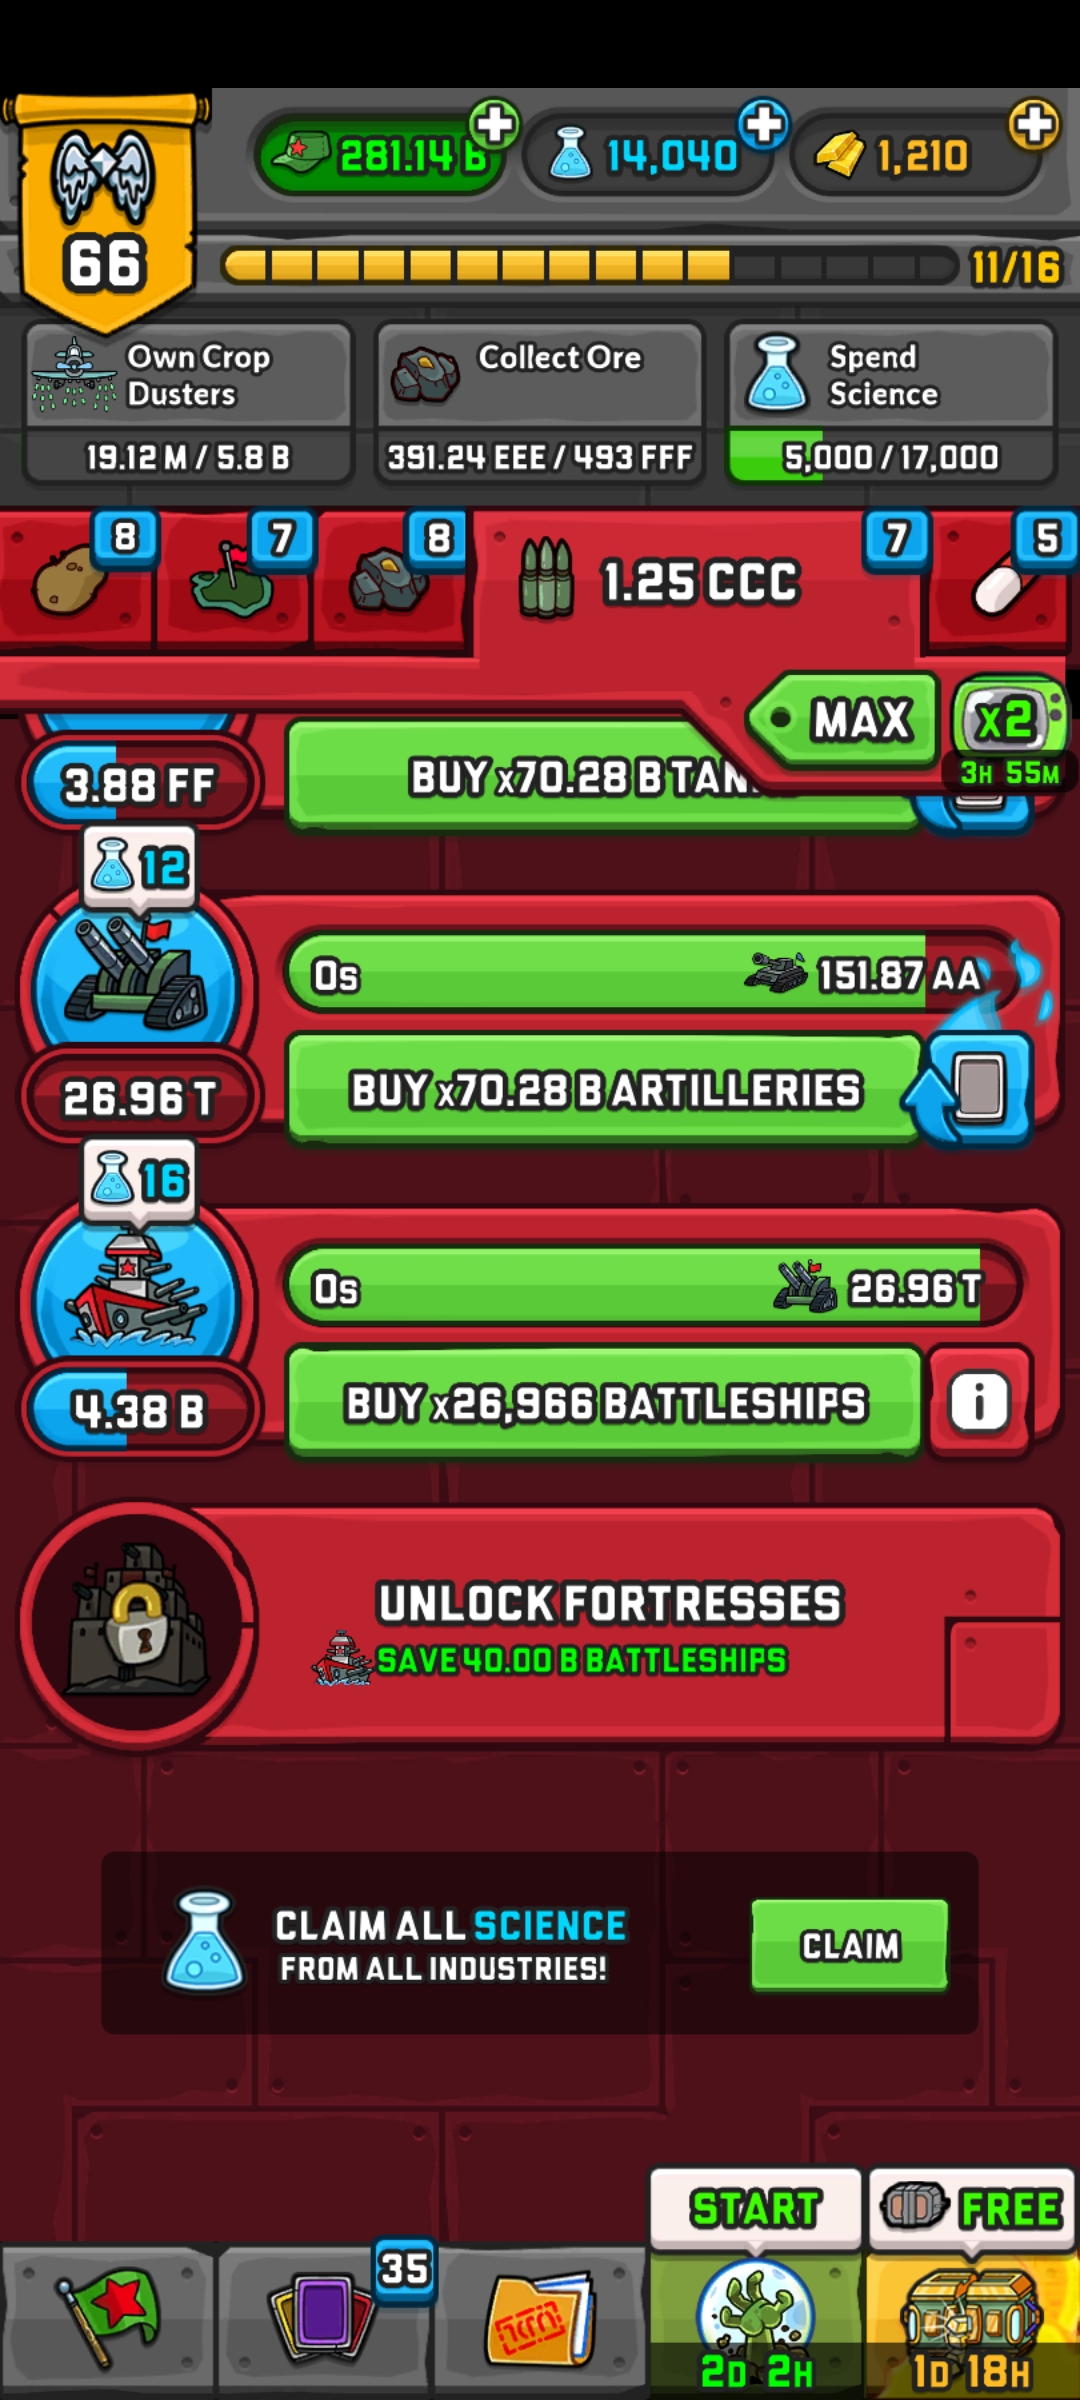 281.14 B
14,040
1,210
66
11/16
Own Crop
Dusters
19.12 M / 5.8 B
Collect Ore
391.24 EEE / 493 FFF
Spend
Science
5,000 / 17,000
8
7
8
1.25 CCC
7
5
MAX
x2
3H 55M
3.88 FF
BUY x70.28 B
12
0s
151.87 AA
26.96 T
BUY x70.28 B ARTILLERIES
16
0s
26.96 T
4.38 B
BUY x26,966 BATTLESHIPS
i
UNLOCK FORTRESSES
SAVE 40.00 B BATTLESHIPS
CLAIM ALL SCIENCE
FROM ALL INDUSTRIES!
CLAIM
START
FREE
35
2D 2H
1D 18H